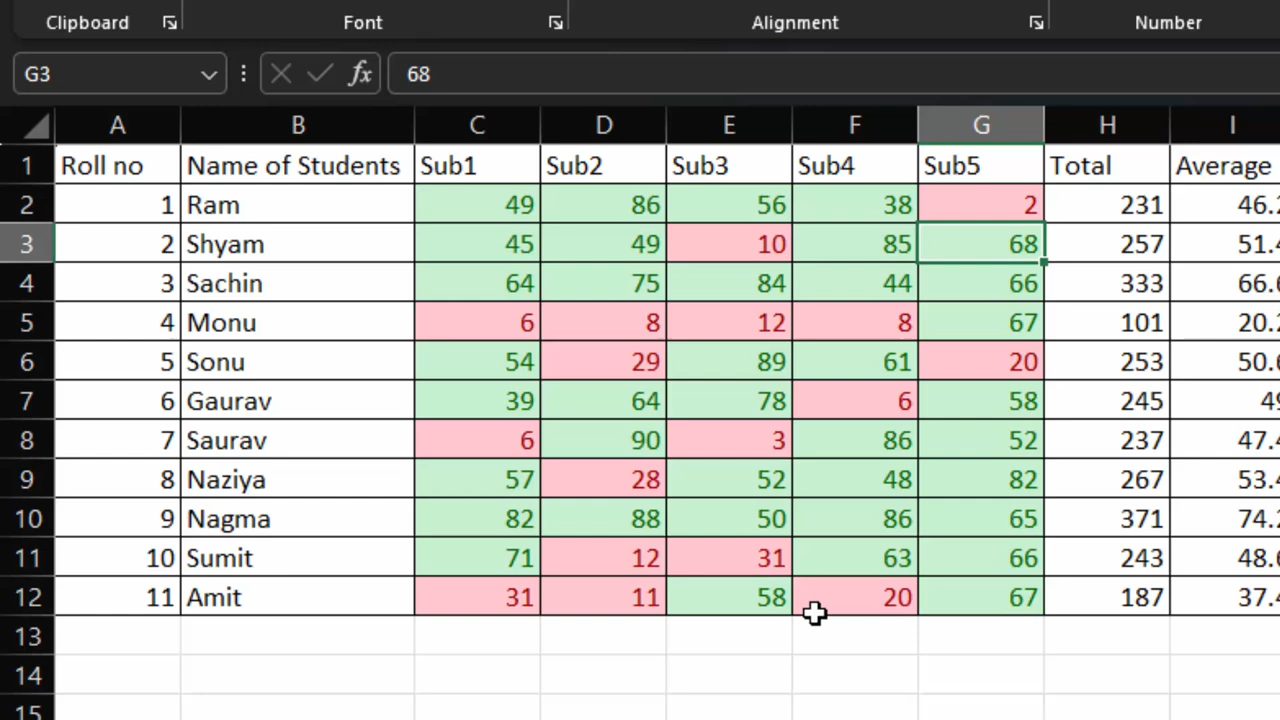 Clipboard Font Alignment Number
G3 fx 68
A B C D E F G H I
1 Roll no Name of Students Sub1 Sub2 Sub3 Sub4 Sub5 Total Average
2 1 Ram 49 86 56 38 2 231 46.2
3 2 Shyam 45 49 10 85 68 257 51.4
4 3 Sachin 64 75 84 44 66 333 66.6
5 4 Monu 6 8 12 8 67 101 20.2
6 5 Sonu 54 29 89 61 20 253 50.6
7 6 Gaurav 39 64 78 6 58 245 49
8 7 Saurav 6 90 3 86 52 237 47.4
9 8 Naziya 57 28 52 48 82 267 53.4
10 9 Nagma 82 88 50 86 65 371 74.2
11 10 Sumit 71 12 31 63 66 243 48.6
12 11 Amit 31 11 58 20 67 187 37.4
13
14
15